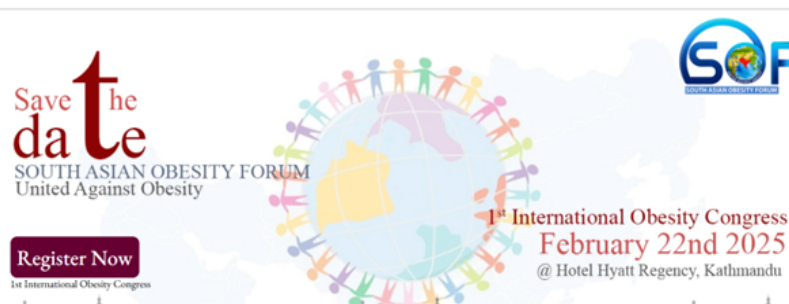 Save the
date
SOUTH ASIAN OBESITY FORUM
United Against Obesity
Register Now
1st International Obesity Congress
SOF
SOUTH ASIAN OBESITY FORUM
1st International Obesity Congress
February 22nd 2025
@ Hotel Hyatt Regency, Kathmandu